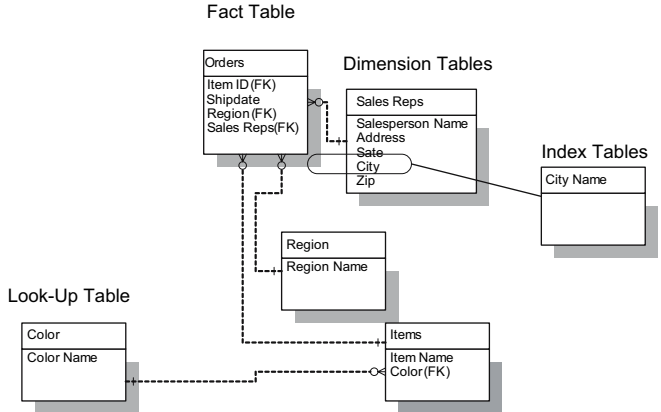 Fact Table
Orders
Item ID(FK)
Shipdate
Region(FK)
Sales Reps(FK)
Dimension Tables
Sales Reps
Salesperson Name
Address
Sate
City
Zip
Index Tables
City Name
Region
Region Name
Look-Up Table
Color
Color Name
Items
Item Name
Color(FK)